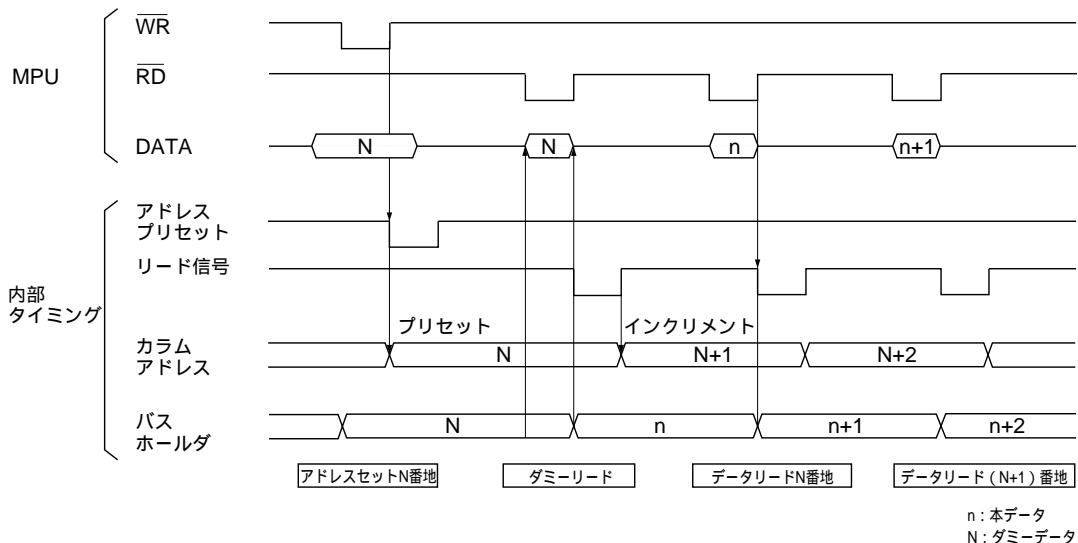 MPU
WR
RD
DATA
N
N
n
n+1
内部
タイミング
アドレス
プリセット
リード信号
プリセット
インクリメント
カラム
アドレス
N
N+1
N+2
バス
ホールダ
N
n
n+1
n+2
アドレスセットN番地
ダミーリード
データリードN番地
データリード（N+1）番地
n：本データ
N：ダミーデータ